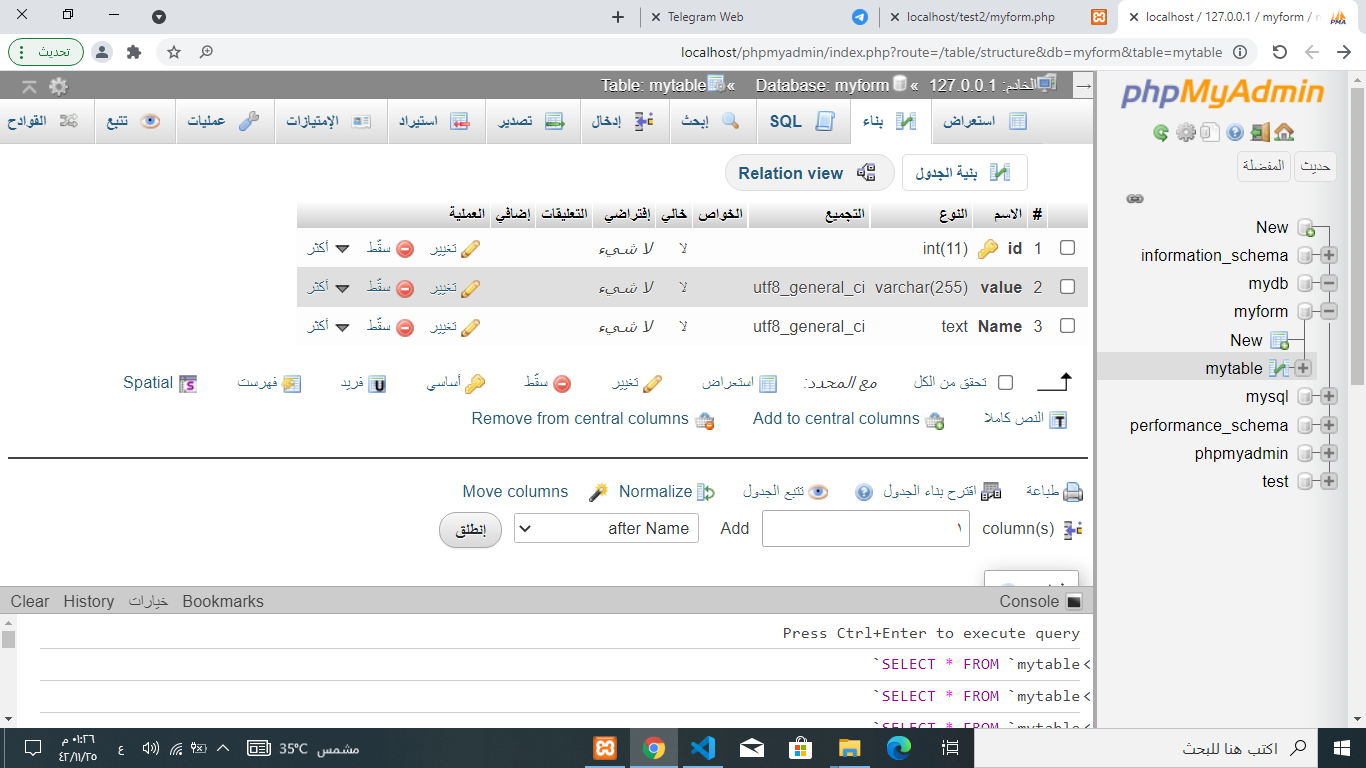 localhost / 127.0.0.1 / myform /
localhost/test2/myform.php
Telegram Web
localhost/phpmyadmin/index.php?route=/table/structure&db=myform&table=mytable
تحديث
phpMyAdmin
حديث
المفضلة
New
information_schema
mydb
myform
New
mytable
mysql
performance_schema
phpmyadmin
test
الخادم: 127.0.0.1 » Database: myform » Table: mytable
استعراض
بناء
SQL
إبحث
إدخال
تصدير
استيراد
الإمتيازات
عمليات
تتبع
القوادح
بنية الجدول
Relation view
# الاسم النوع التجميع الخواص خالي إفتراضي التعليقات إضافي العملية
1 id int(11) لا لا شيء تغيير سقّط أكثر
2 value varchar(255) utf8_general_ci لا لا شيء تغيير سقّط أكثر
3 Name text utf8_general_ci لا لا شيء تغيير سقّط أكثر
تحقق من الكل مع المحدد: استعراض تغيير سقّط أساسي فريد فهرست Spatial
النص كاملا Add to central columns Remove from central columns
طباعة اقترح بناء الجدول تتبع الجدول Normalize Move columns
column(s) ١ Add after Name إنطلق
Console
Bookmarks خيارات History Clear
Press Ctrl+Enter to execute query
>SELECT * FROM `mytable`
>SELECT * FROM `mytable`
>SELECT * FROM `mytable`
اكتب هنا للبحث
35°C مشمس
ع
٠١:٢٦ م
٤٢/١١/٢٥